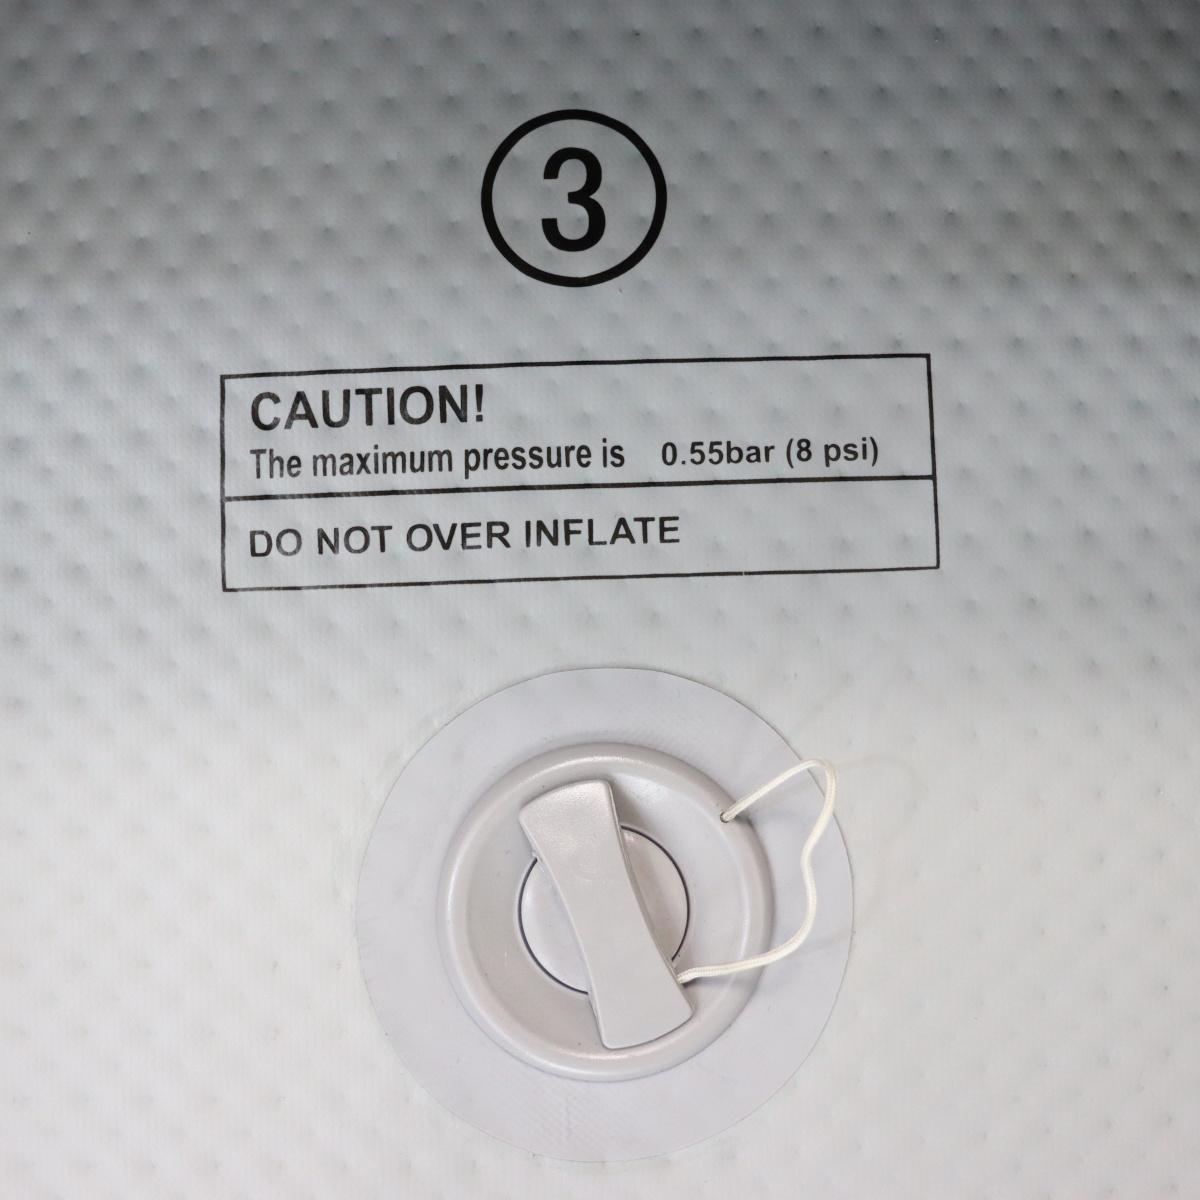 3
CAUTION!
The maximum pressure is 0.55bar (8 psi)
DO NOT OVER INFLATE